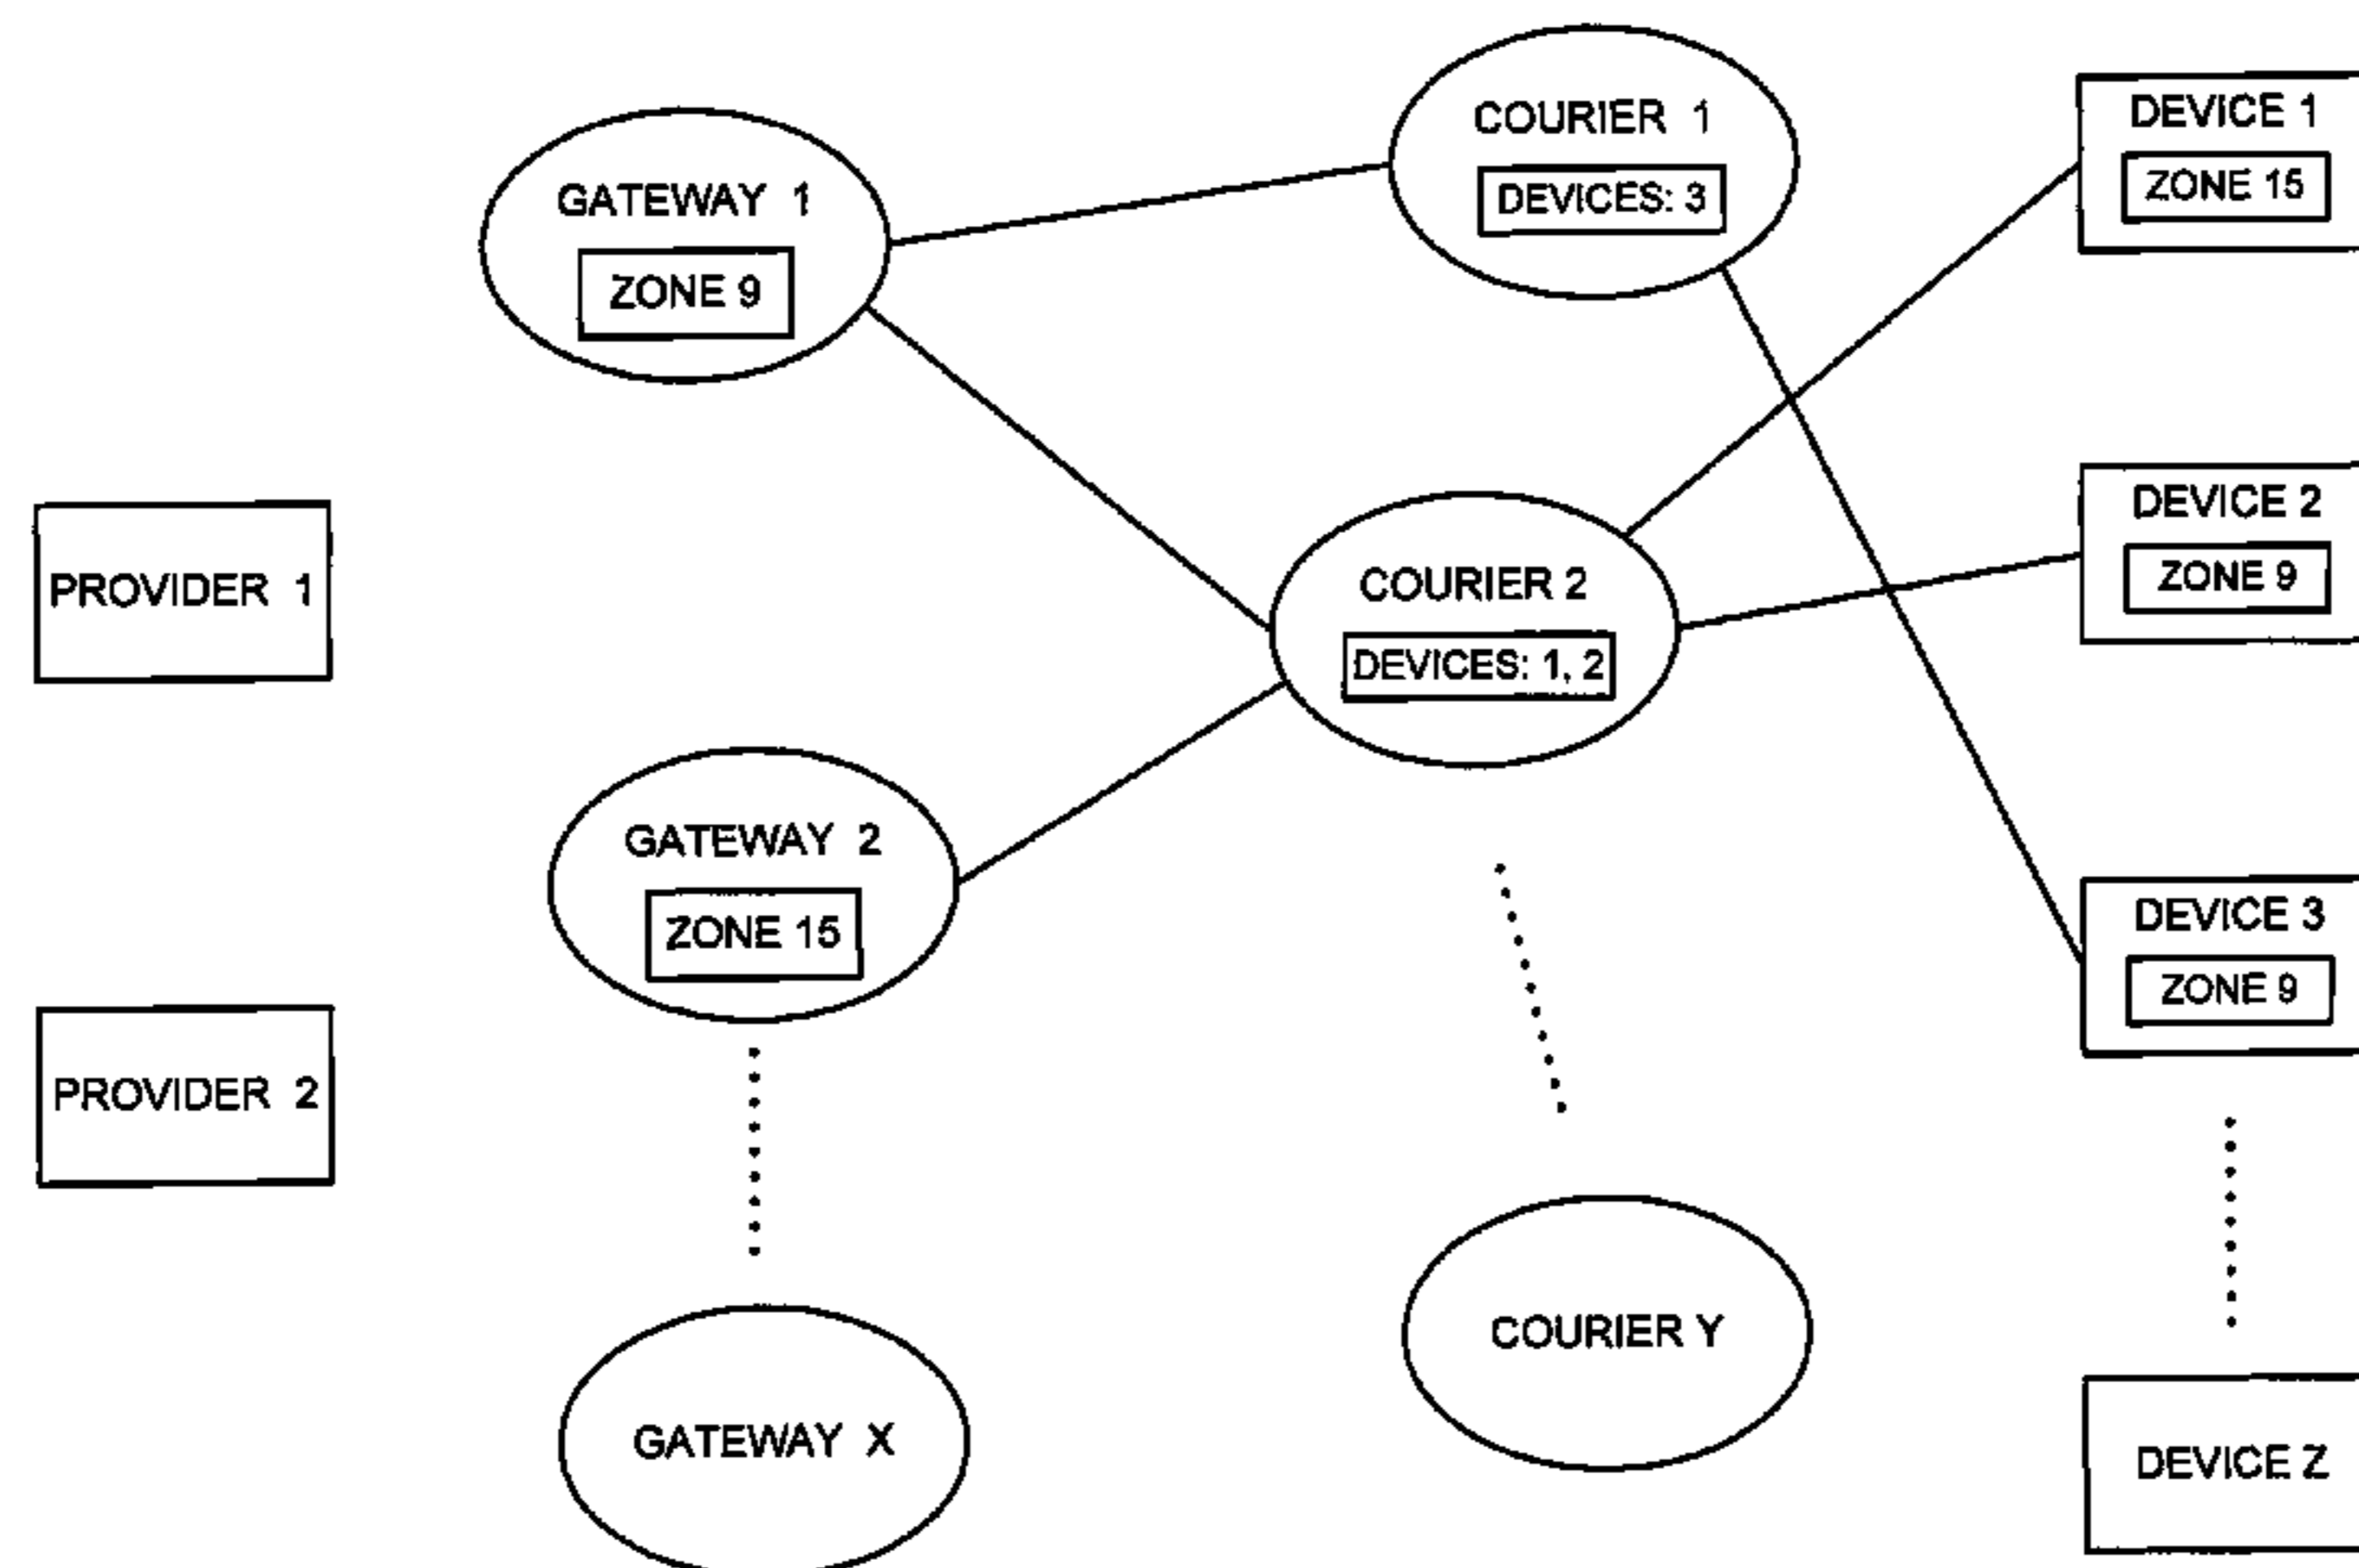 PROVIDER 1
PROVIDER 2
GATEWAY 1
ZONE 9
GATEWAY 2
ZONE 15
GATEWAY X
COURIER 1
DEVICES: 3
COURIER 2
DEVICES: 1, 2
COURIER Y
DEVICE 1
ZONE 15
DEVICE 2
ZONE 9
DEVICE 3
ZONE 9
DEVICE Z